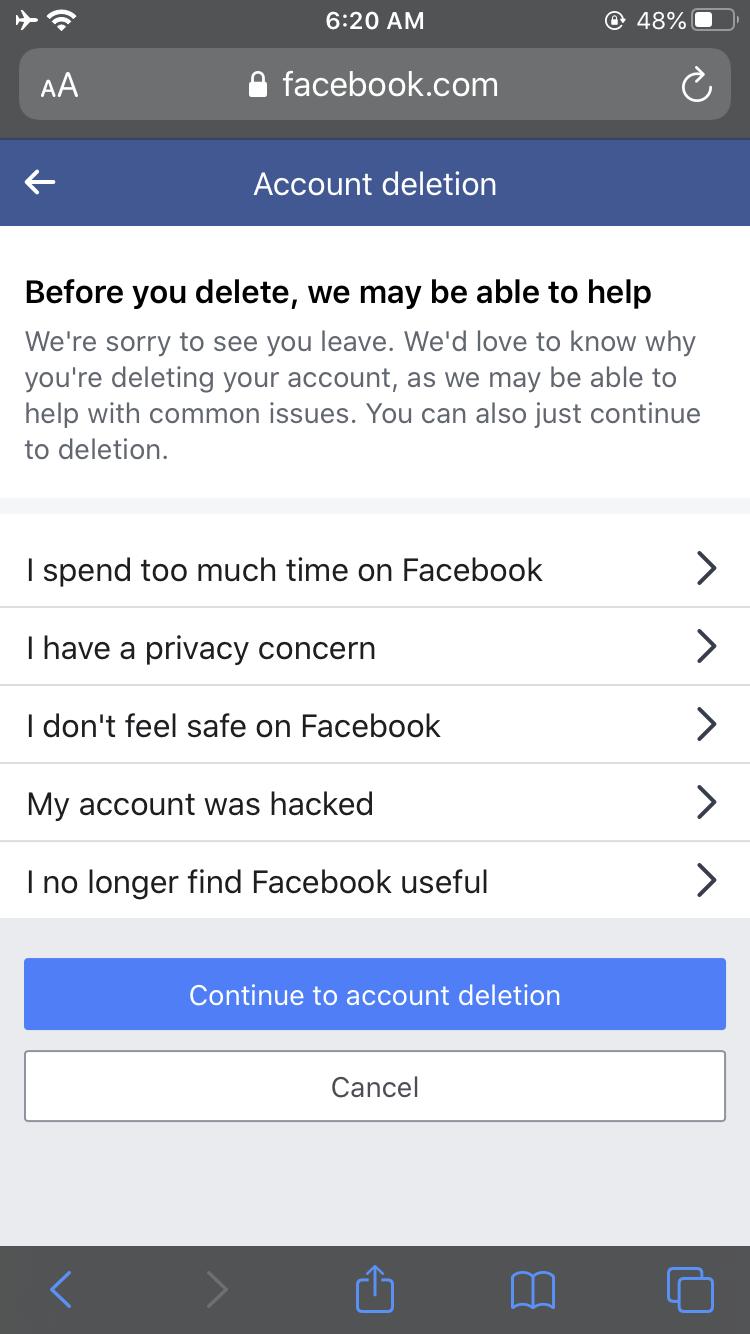 6:20 AM
48%
AA
facebook.com
Account deletion
Before you delete, we may be able to help
We're sorry to see you leave. We'd love to know why
you're deleting your account, as we may be able to
help with common issues. You can also just continue
to deletion.
I spend too much time on Facebook
I have a privacy concern
I don't feel safe on Facebook
My account was hacked
I no longer find Facebook useful
Continue to account deletion
Cancel